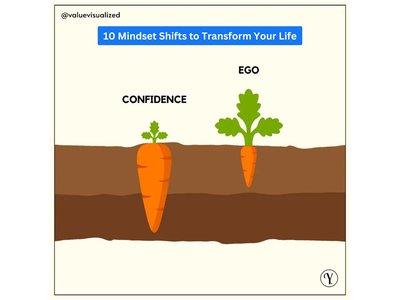 @valuevisualized
10 Mindset Shifts to Transform Your Life
EGO
CONFIDENCE
Y